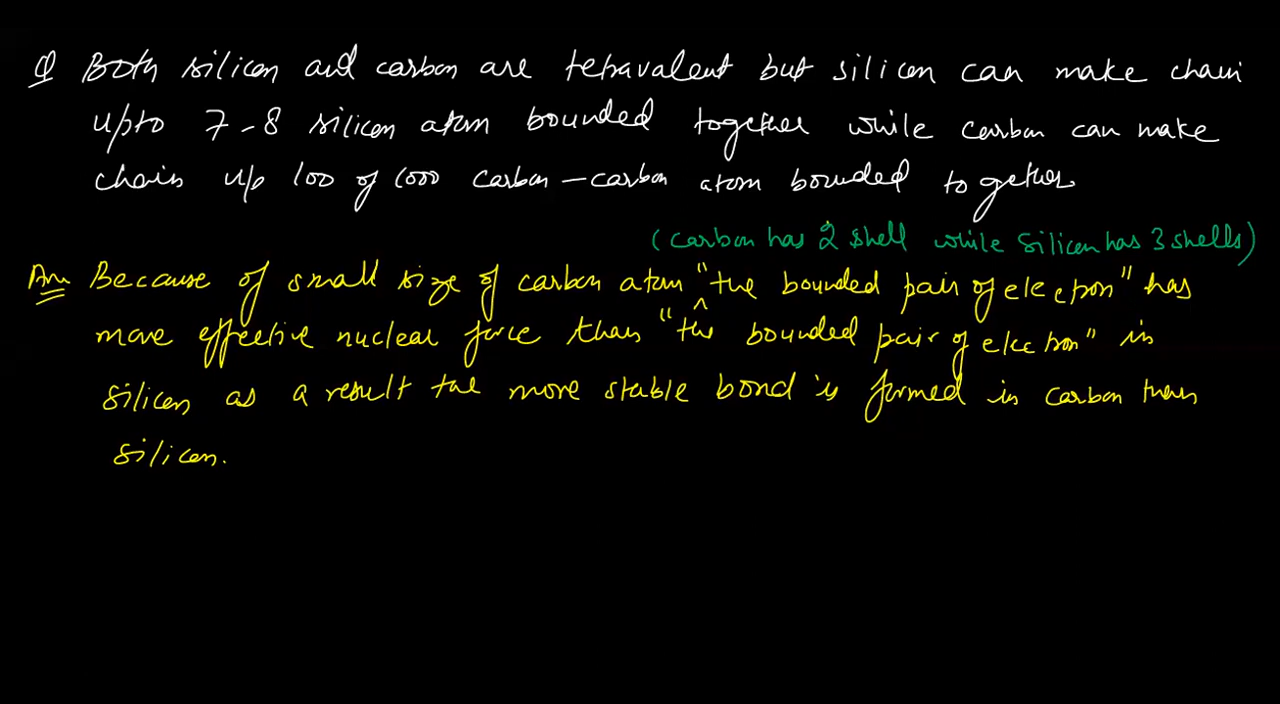 Q Both silicon and carbon are tetravalent but silicon can make chain
upto 7-8 silicon atom bounded together while carbon can make
chain up 100 of 1000 carbon-carbon atom bounded together
(carbon has 2 shell while silicon has 3 shells)
Ans Because of small size of carbon atom ^ "the bounded pair of electron" has
more effective nuclear force than "the bounded pair of electron" in
silicon as a result the more stable bond is formed in carbon than
silicon.